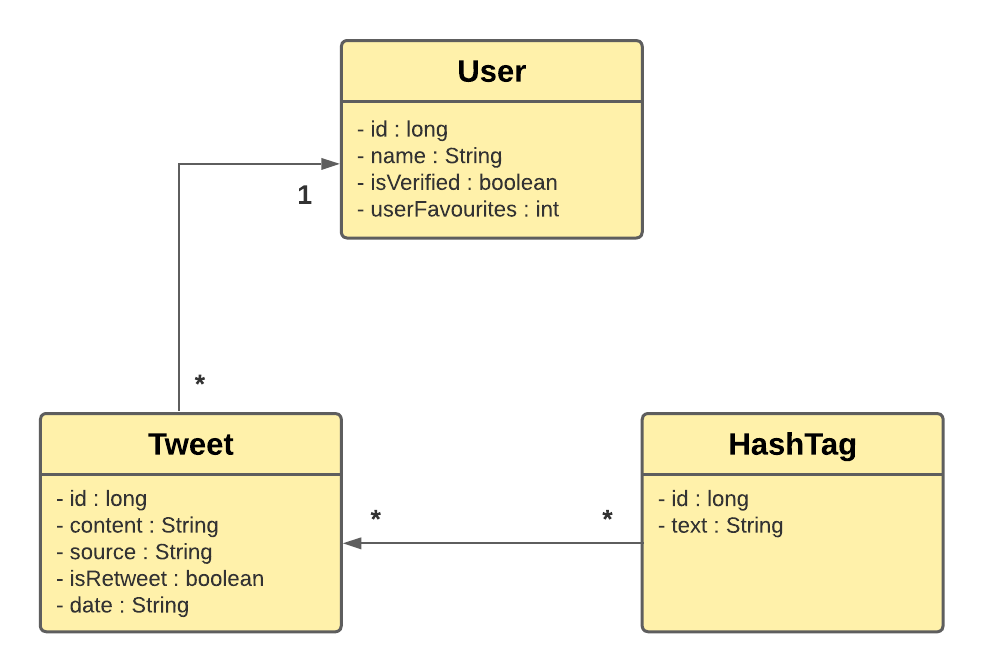 User
- id : long
- name : String
- isVerified : boolean
- userFavourites : int
1
*
Tweet
- id : long
- content : String
- source : String
- isRetweet : boolean
- date : String
*
*
HashTag
- id : long
- text : String